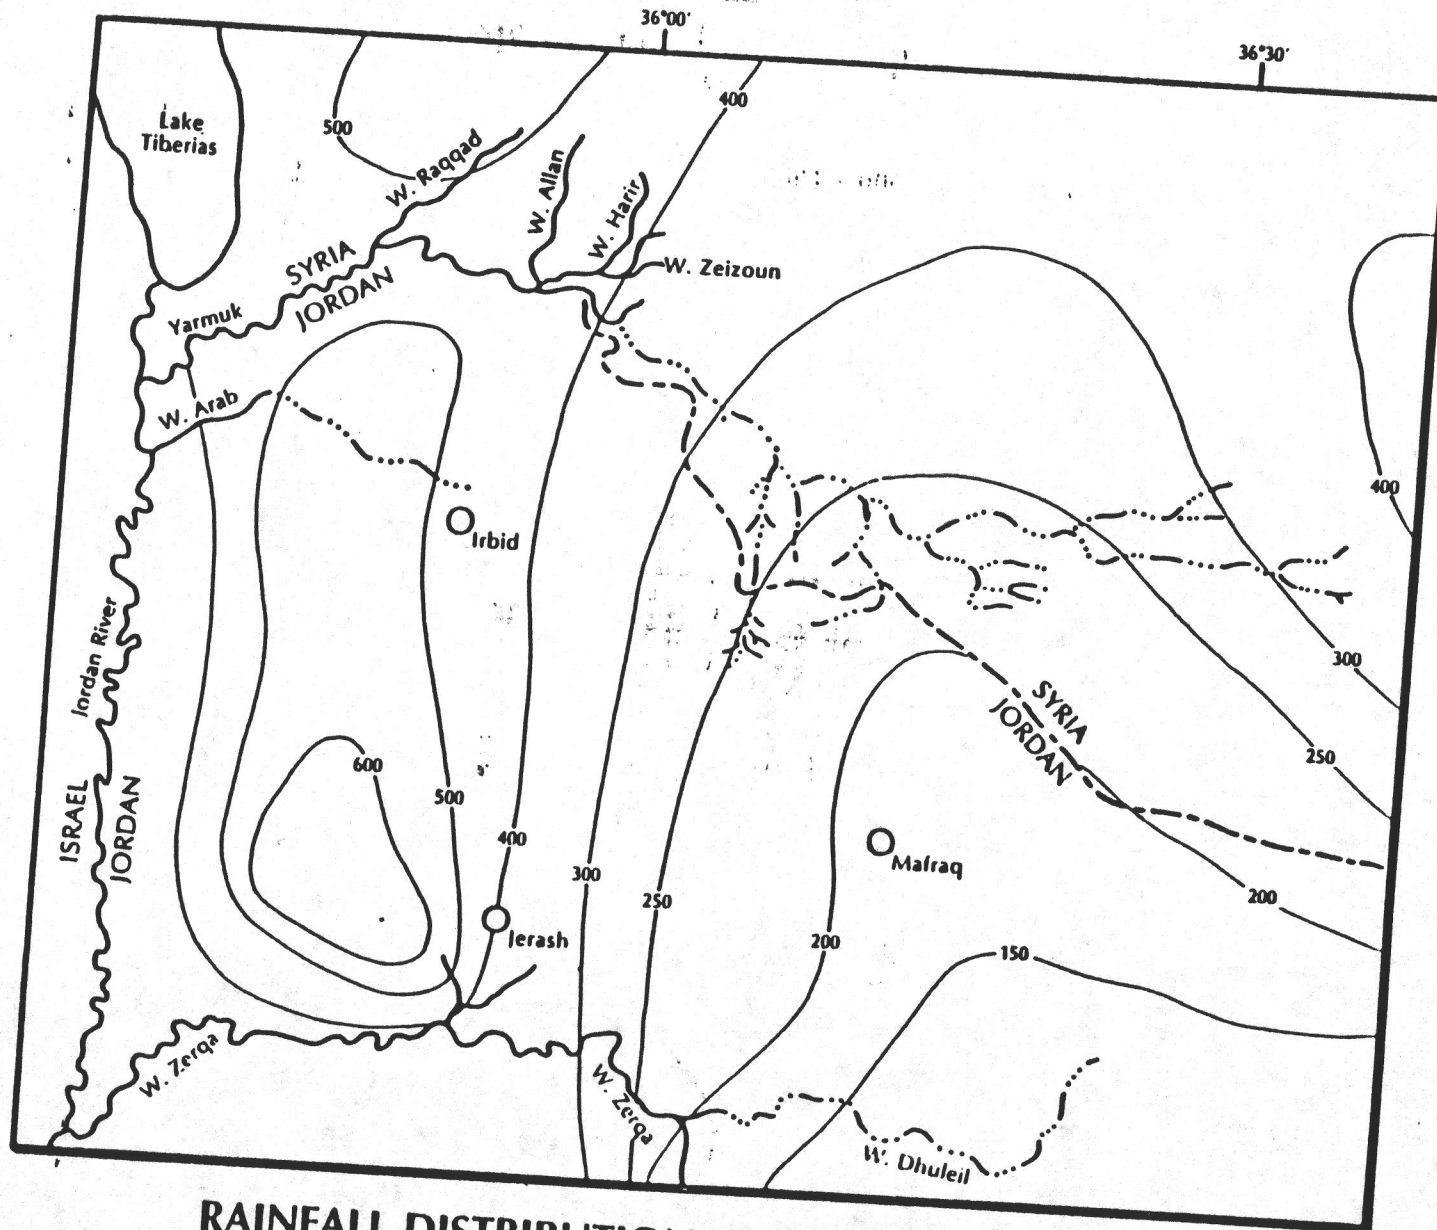 36°00'
36°30'
400
Lake
Tiberias
500
W. Raqqad
W. Allan
W. Harir
W. Zeizoun
SYRIA
JORDAN
Yarmuk
W. Arab
400
Irbid
Jordan River
300
SYRIA
JORDAN
250
600
500
ISRAEL
JORDAN
400
Mafraq
300
250
200
Jerash
200
150
W. Zerqa
W. Zerqa
W. Dhuleil
RAINFALL